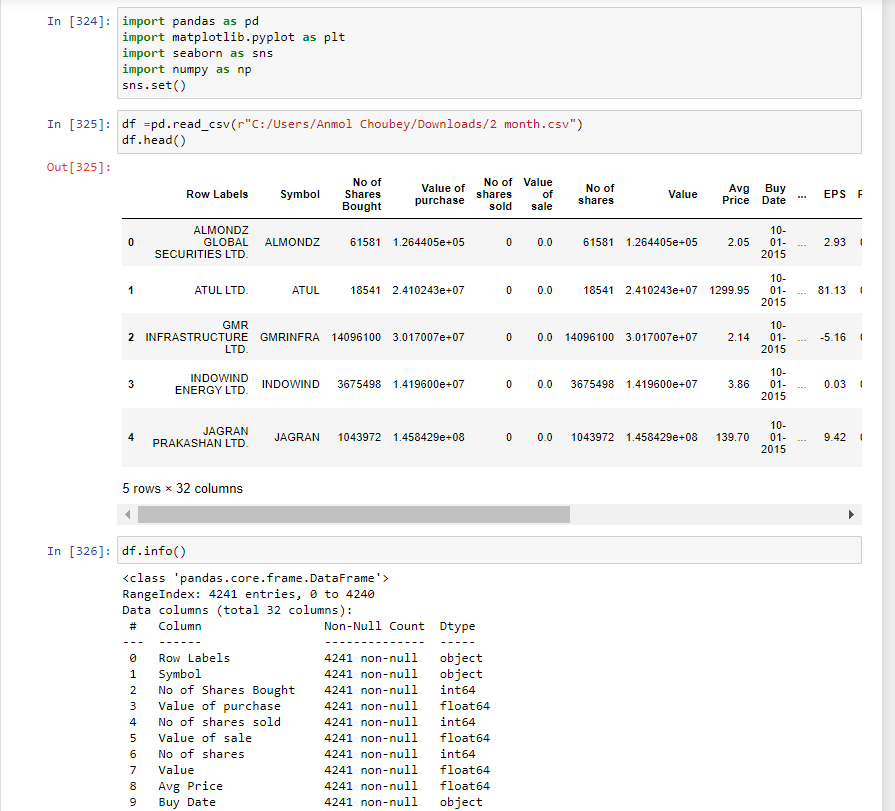 In [324]: import pandas as pd
import matplotlib.pyplot as plt
import seaborn as sns
import numpy as np
sns.set()
In [325]: df =pd.read_csv(r"C:/Users/Anmol Choubey/Downloads/2 month.csv")
df.head()
Out[325]:
Row Labels Symbol No of Shares Bought Value of purchase No of shares sold Value of sale No of shares Value Avg Price Buy Date ... EPS
0 ALMONDZ GLOBAL SECURITIES LTD. ALMONDZ 61581 1.264405e+05 0 0.0 61581 1.264405e+05 2.05 10-01-2015 ... 2.93
1 ATUL LTD. ATUL 18541 2.410243e+07 0 0.0 18541 2.410243e+07 1299.95 10-01-2015 ... 81.13
2 GMR INFRASTRUCTURE LTD. GMRINFRA 14096100 3.017007e+07 0 0.0 14096100 3.017007e+07 2.14 10-01-2015 ... -5.16
3 INDOWIND ENERGY LTD. INDOWIND 3675498 1.419600e+07 0 0.0 3675498 1.419600e+07 3.86 10-01-2015 ... 0.03
4 JAGRAN PRAKASHAN LTD. JAGRAN 1043972 1.458429e+08 0 0.0 1043972 1.458429e+08 139.70 10-01-2015 ... 9.42
5 rows × 32 columns
In [326]: df.info()
<class 'pandas.core.frame.DataFrame'>
RangeIndex: 4241 entries, 0 to 4240
Data columns (total 32 columns):
# Column Non-Null Count Dtype
--- ------ -------------- -----
0 Row Labels 4241 non-null object
1 Symbol 4241 non-null object
2 No of Shares Bought 4241 non-null int64
3 Value of purchase 4241 non-null float64
4 No of shares sold 4241 non-null int64
5 Value of sale 4241 non-null float64
6 No of shares 4241 non-null int64
7 Value 4241 non-null float64
8 Avg Price 4241 non-null float64
9 Buy Date 4241 non-null object